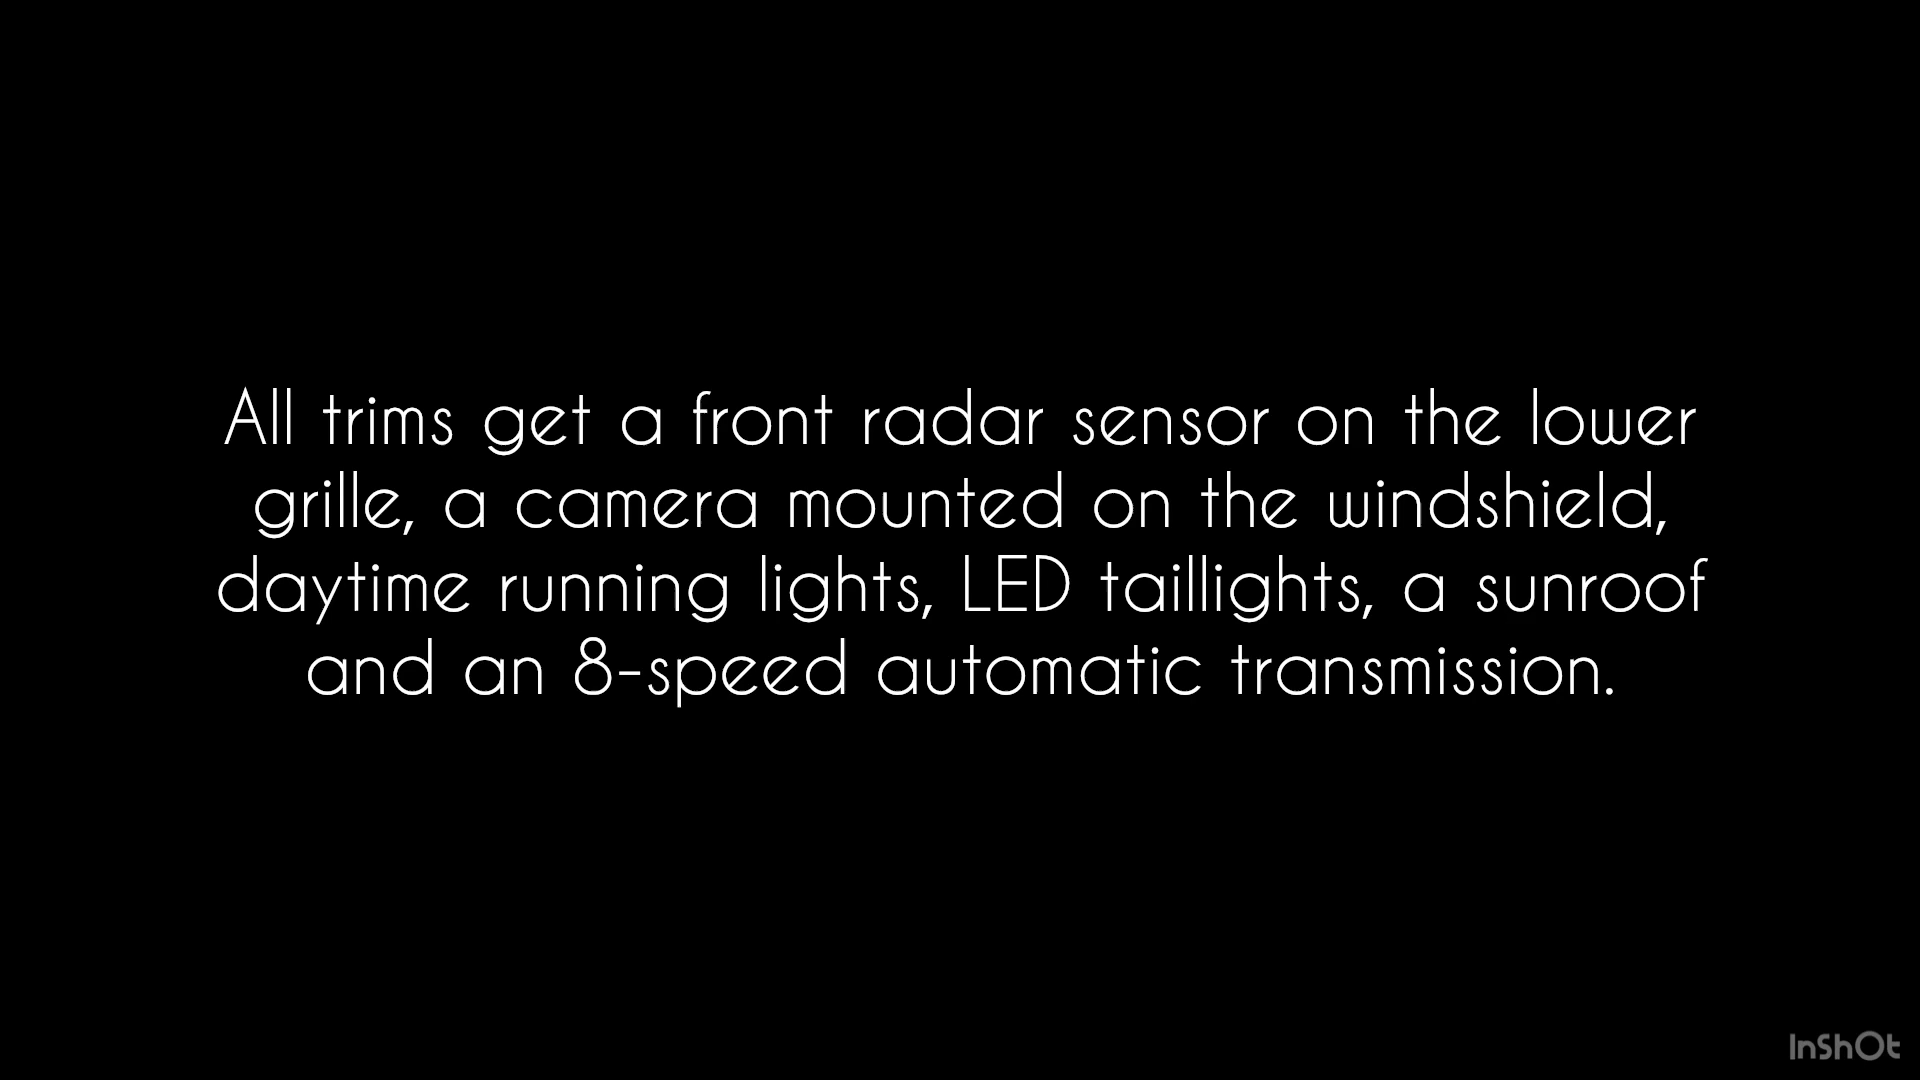 All trims get a front radar sensor on the lower
grille, a camera mounted on the windshield,
daytime running lights, LED taillights, a sunroof
and an 8-speed automatic transmission.
InShOt